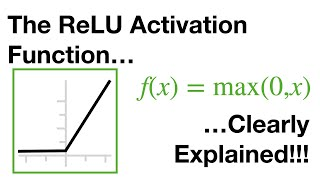 The ReLU Activation
Function…
f(x) = max(0,x)
…Clearly
Explained!!!